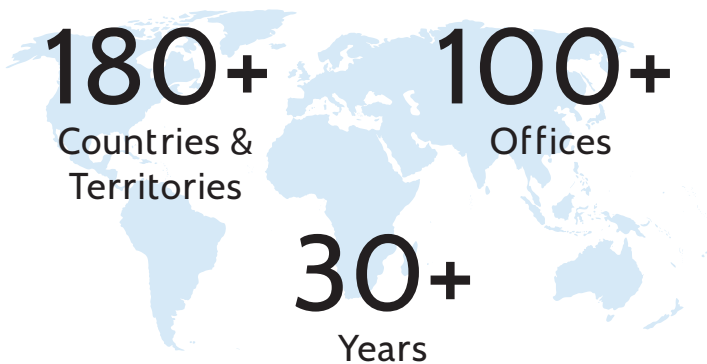 180+
Countries &
Territories
100+
Offices
30+
Years